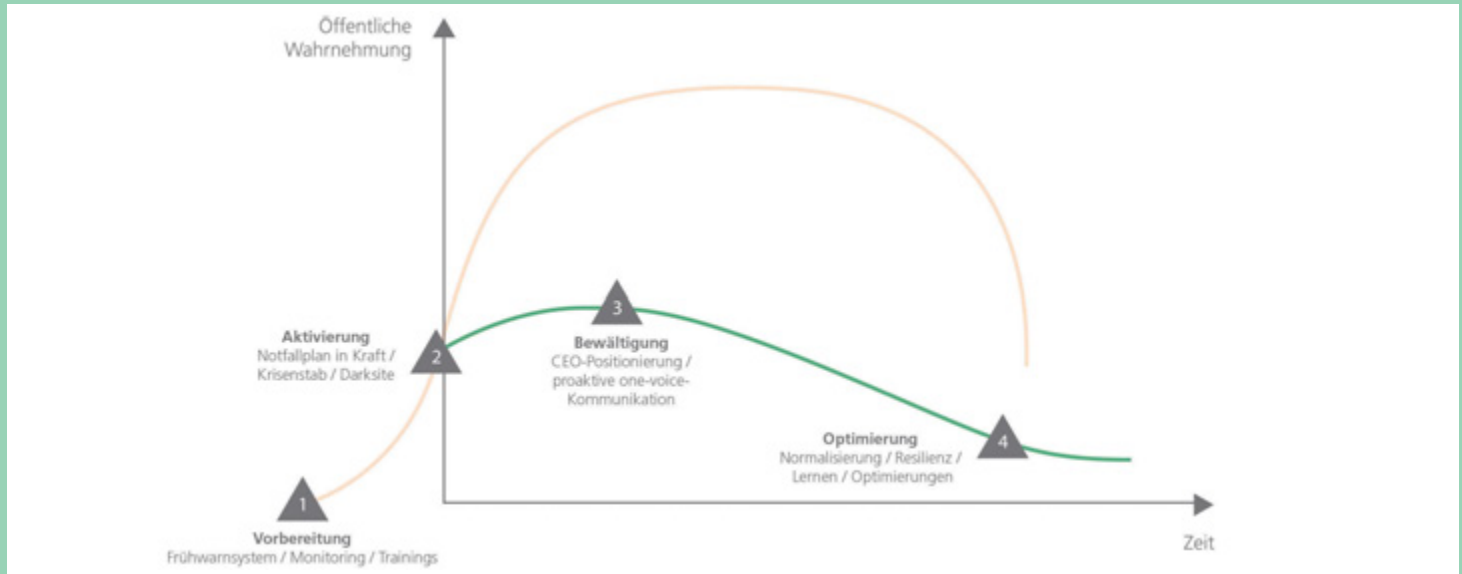 Öffentliche
Wahrnehmung
3
Aktivierung
Notfallplan in Kraft /
Krisenstab / Darksite
2
Bewältigung
CEO-Positionierung /
proaktive one-voice-
Kommunikation
4
Optimierung
Normalisierung / Resilienz /
Lernen / Optimierungen
1
Vorbereitung
Frühwarnsystem / Monitoring / Trainings
Zeit